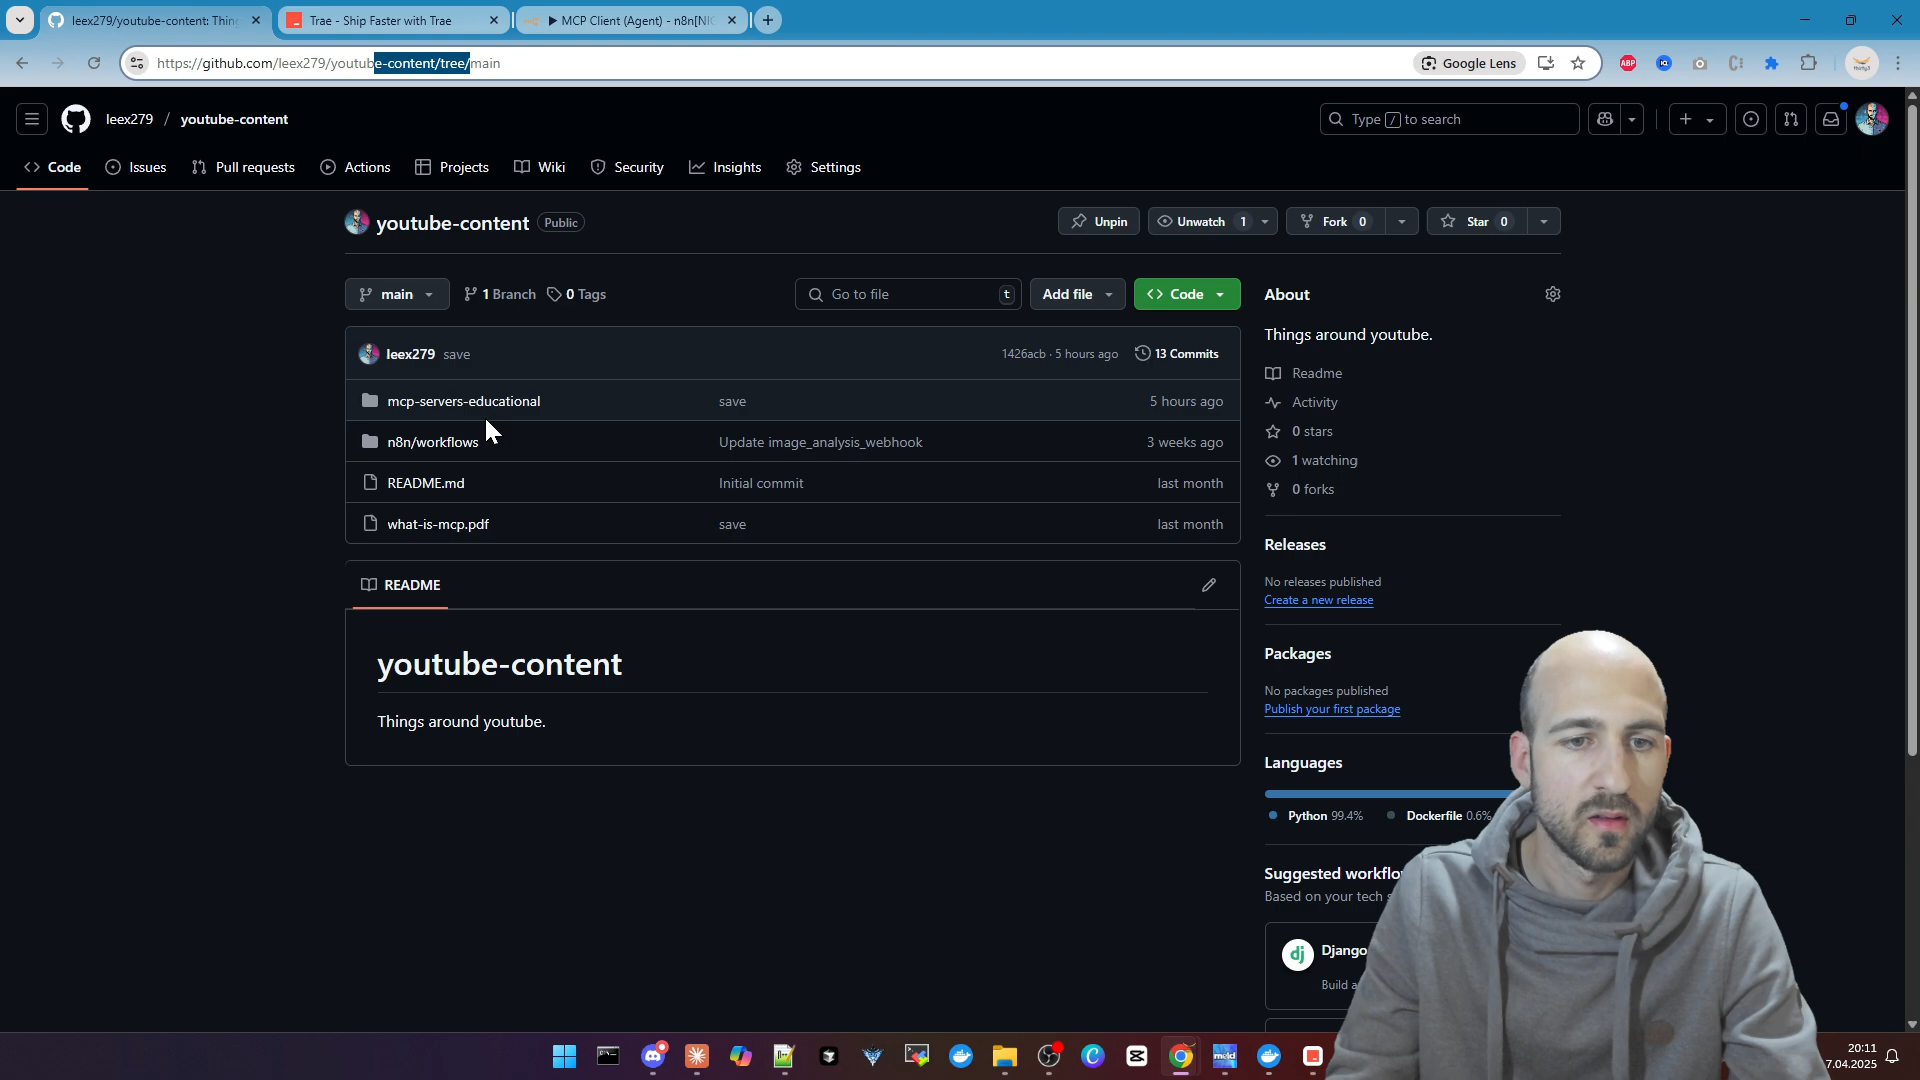 leex279/youtube-content: Thin
Trae - Ship Faster with Trae
▶ MCP Client (Agent) - n8n[NIC
https://github.com/leex279/youtube-content/tree/main
Google Lens
ABP
leex279 / youtube-content
Type / to search
Code
Issues
Pull requests
Actions
Projects
Wiki
Security
Insights
Settings
youtube-content
Public
Unpin
Unwatch 1
Fork 0
Star 0
main
1 Branch
0 Tags
Go to file
t
Add file
<> Code
About
Things around youtube.
leex279 save
1426acb · 5 hours ago
13 Commits
Readme
mcp-servers-educational
save
5 hours ago
Activity
0 stars
n8n/workflows
Update image_analysis_webhook
3 weeks ago
1 watching
README.md
Initial commit
last month
0 forks
what-is-mcp.pdf
save
last month
Releases
No releases published
Create a new release
README
youtube-content
Things around youtube.
Packages
No packages published
Publish your first package
Languages
Python 99.4%
Dockerfile 0.6%
Suggested workflo
Based on your tech s
dj
Django
Build a
meld
20:11
7.04.2025